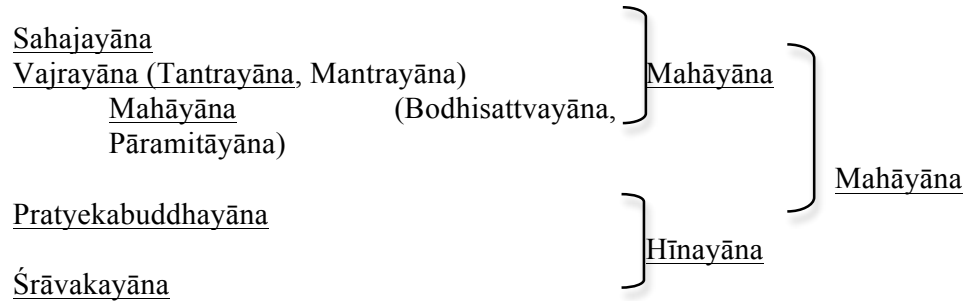 Sahajayāna
Vajrayāna (Tantrayāna, Mantrayāna) Mahāyāna
Mahāyāna (Bodhisattvayāna,
Pāramitāyāna)
Mahāyāna
Pratyekabuddhayāna
Hīnayāna
Śrāvakayāna